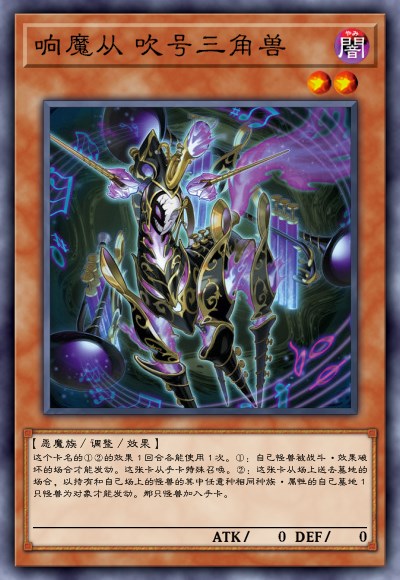 响魔从 吹号三角兽
やみ
闇
【恶魔族/调整/效果】
这个卡名的①②的效果1回合各能使用1次。①:自己怪兽被战斗·效果破
坏的场合才能发动。这张卡从手卡特殊召唤。②:这张卡从场上送去墓地的
场合,以持有和自己场上的怪兽的其中任意种相同种族·属性的自己墓地1
只怪兽为对象才能发动。那只怪兽加入手卡。
ATK/ 0 DEF/ 0